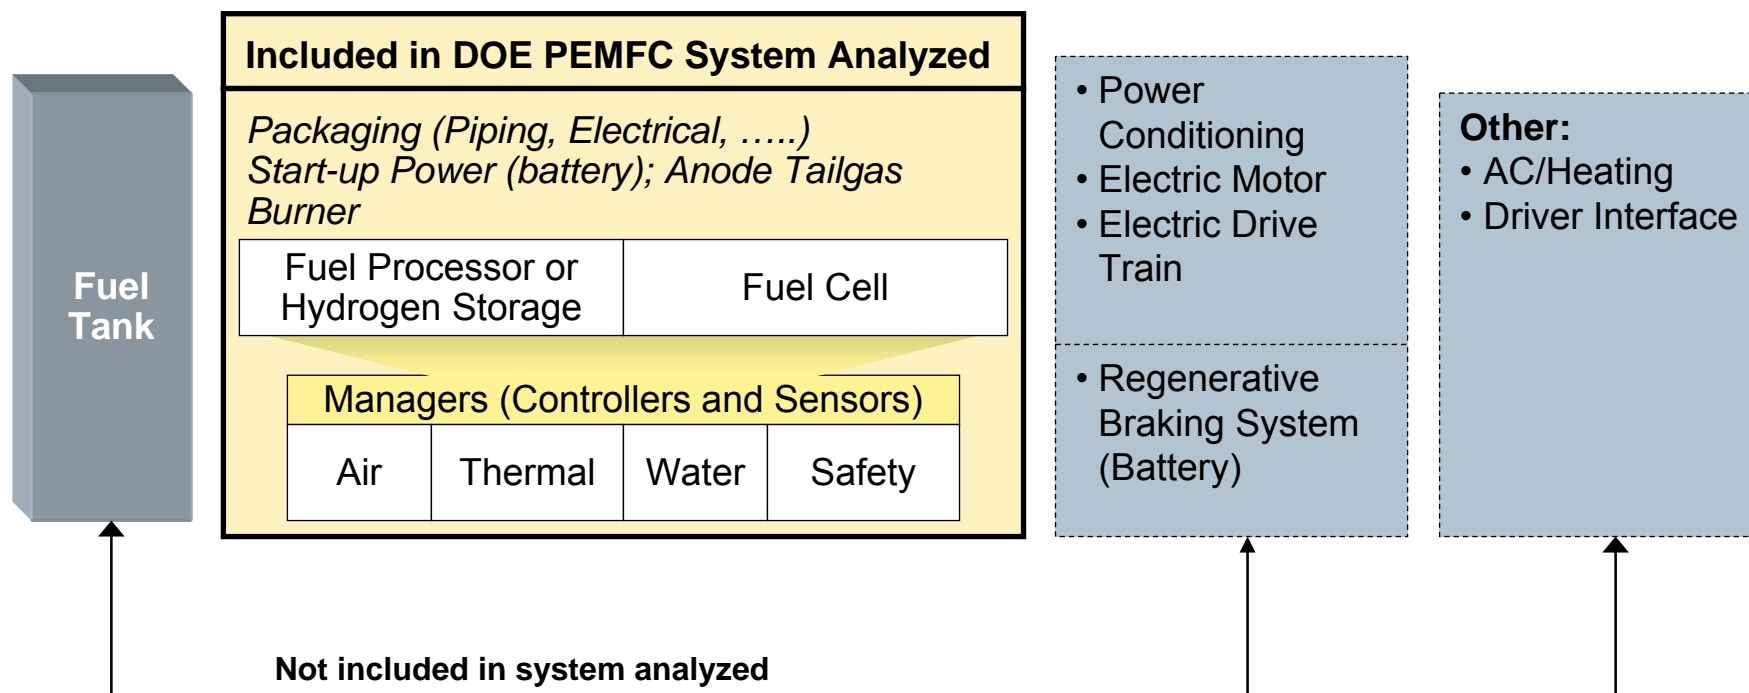 Included in DOE PEMFC System Analyzed
Packaging (Piping, Electrical, …..)
Start-up Power (battery); Anode Tailgas
Burner
Fuel Processor or
Hydrogen Storage
Fuel Cell
Managers (Controllers and Sensors)
Air
Thermal
Water
Safety
Fuel
Tank
• Power
Conditioning
• Electric Motor
• Electric Drive
Train
• Regenerative
Braking System
(Battery)
Other:
• AC/Heating
• Driver Interface
Not included in system analyzed